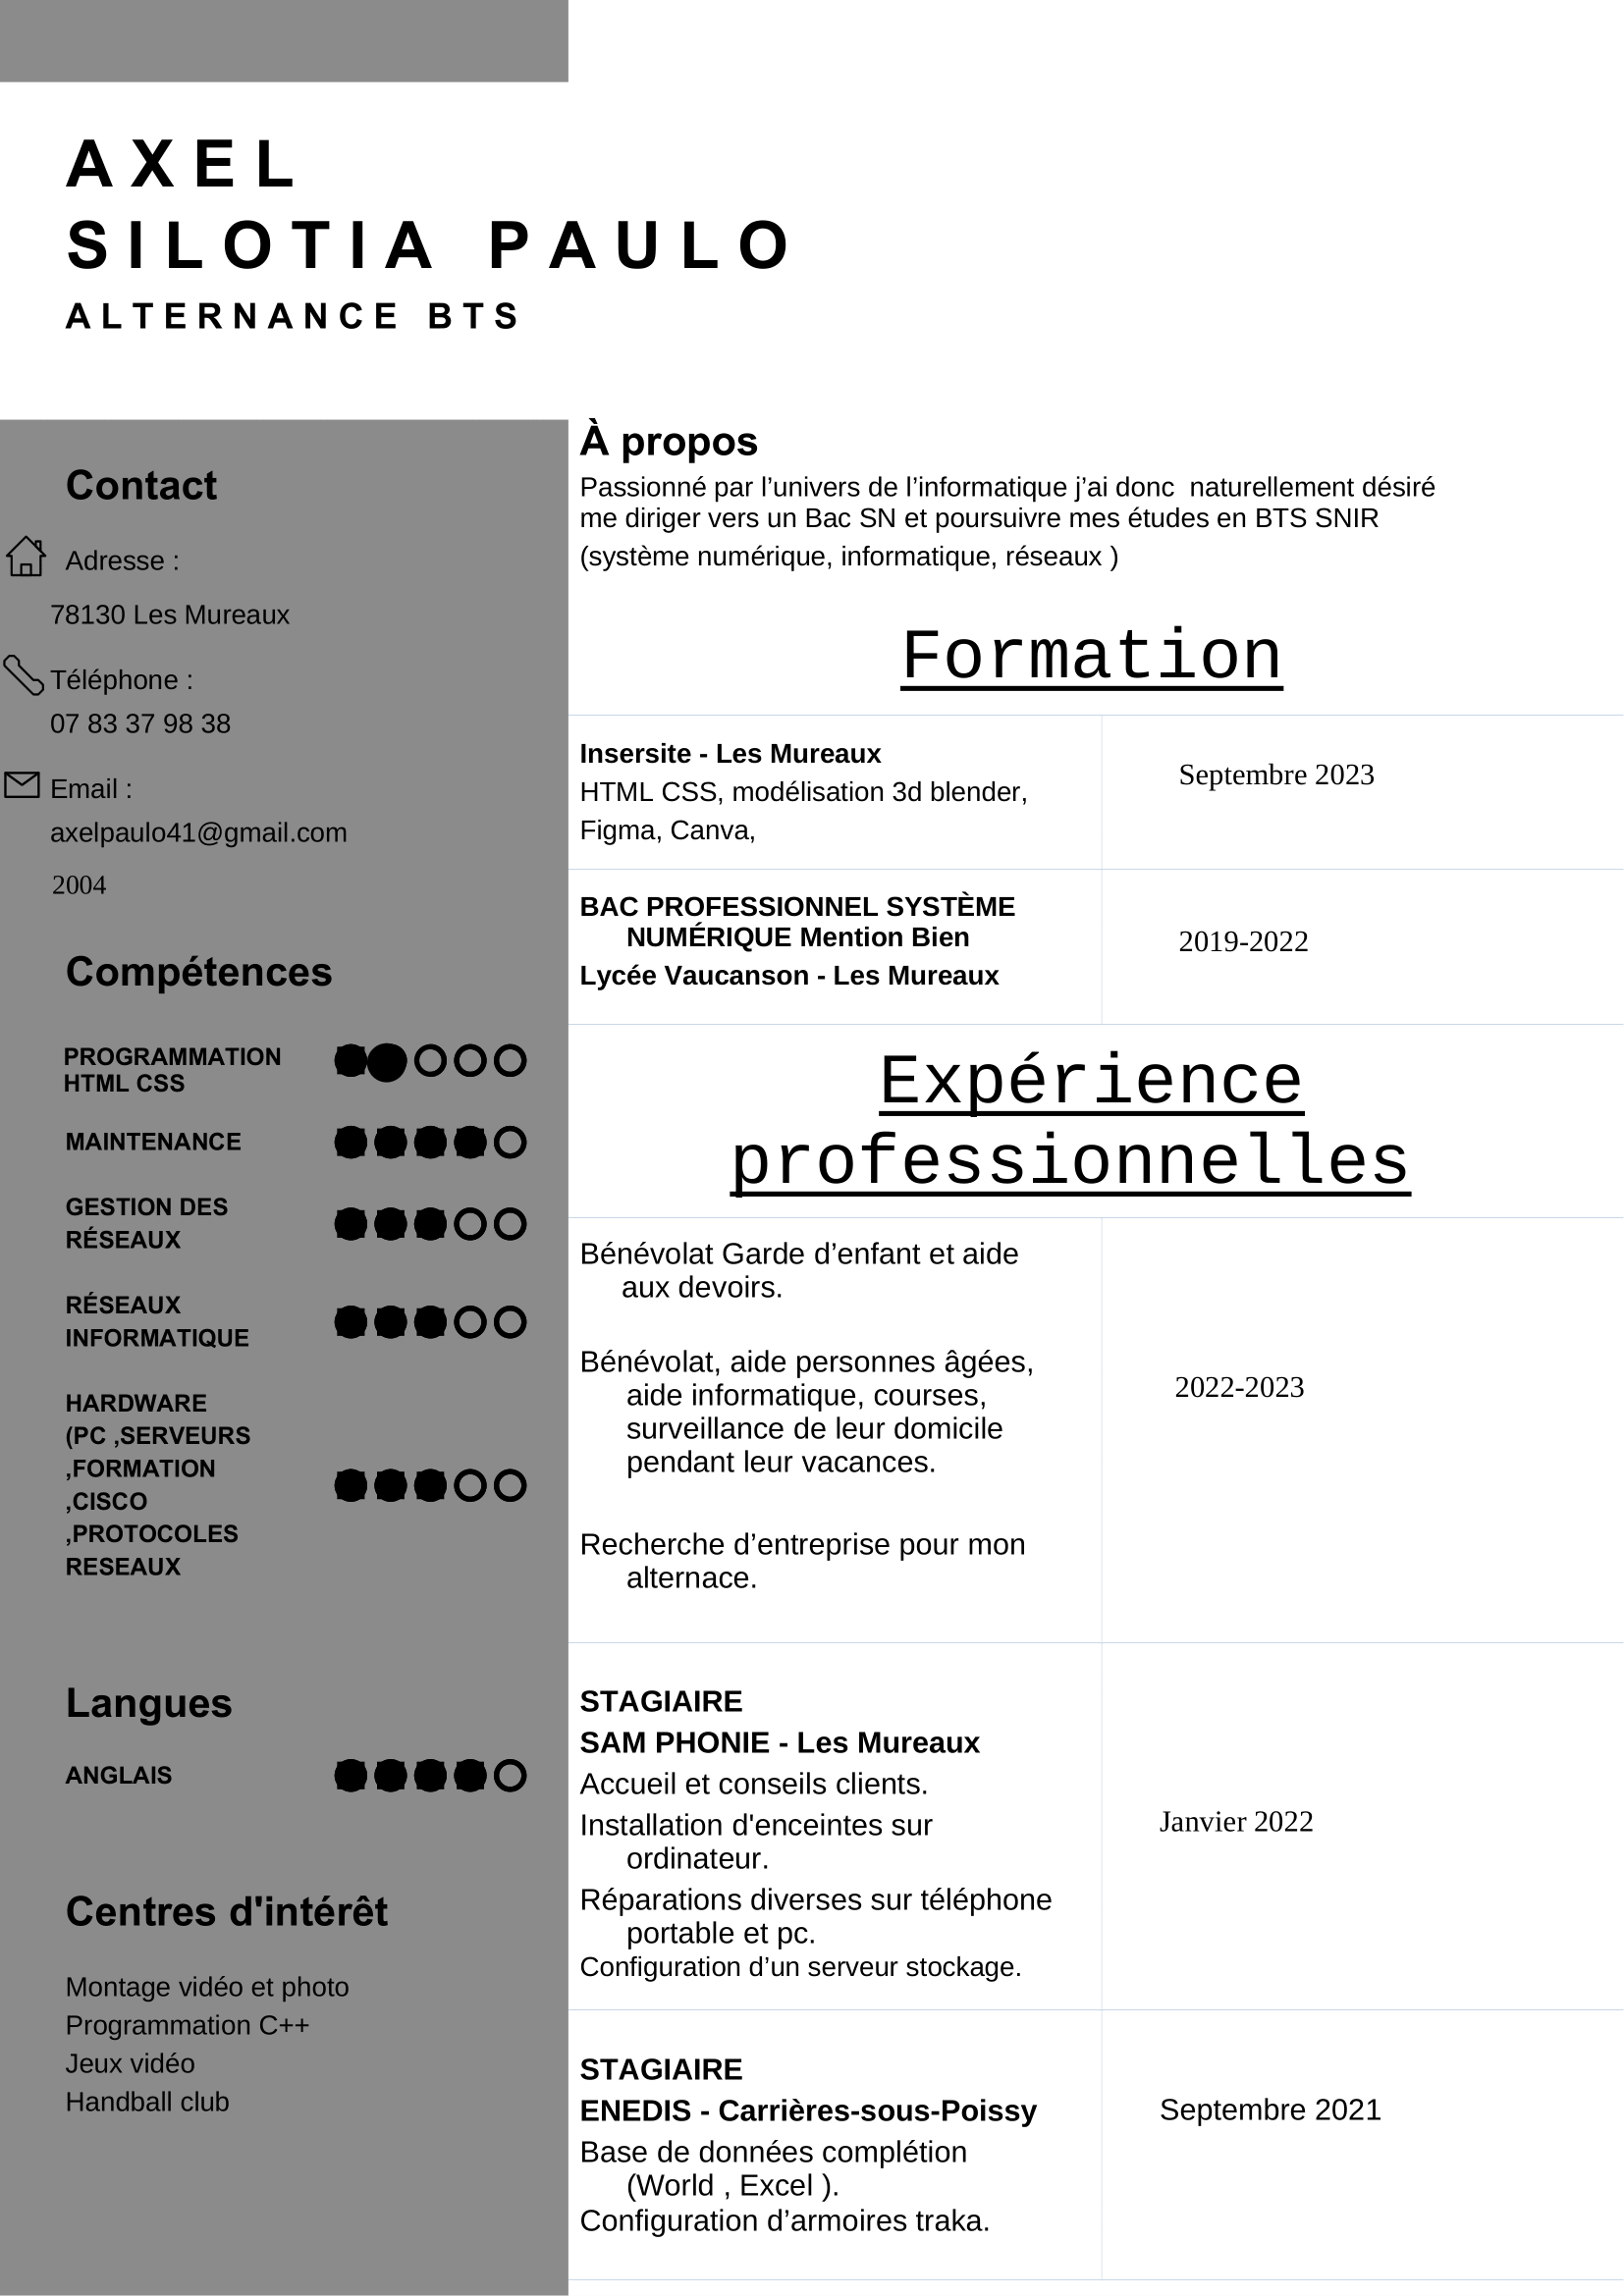 AXEL
SILOTIA PAULO
ALTERNANCE BTS
Contact
Adresse :
78130 Les Mureaux
Téléphone :
07 83 37 98 38
Email :
axelpaulo41@gmail.com
2004
Compétences
PROGRAMMATION
HTML CSS
MAINTENANCE
GESTION DES
RÉSEAUX
RÉSEAUX
INFORMATIQUE
HARDWARE
(PC ,SERVEURS
,FORMATION
,CISCO
,PROTOCOLES
RESEAUX
Langues
ANGLAIS
Centres d'intérêt
Montage vidéo et photo
Programmation C++
Jeux vidéo
Handball club
À propos
Passionné par l’univers de l’informatique j’ai donc  naturellement désiré
me diriger vers un Bac SN et poursuivre mes études en BTS SNIR
(système numérique, informatique, réseaux )
Formation
Insersite - Les Mureaux
HTML CSS, modélisation 3d blender,
Figma, Canva,
Septembre 2023
BAC PROFESSIONNEL SYSTÈME
NUMÉRIQUE Mention Bien
Lycée Vaucanson - Les Mureaux
2019-2022
Expérience
professionnelles
Bénévolat Garde d’enfant et aide
aux devoirs.
Bénévolat, aide personnes âgées,
aide informatique, courses,
surveillance de leur domicile
pendant leur vacances.
Recherche d’entreprise pour mon
alternace.
2022-2023
STAGIAIRE
SAM PHONIE - Les Mureaux
Accueil et conseils clients.
Installation d'enceintes sur
ordinateur.
Réparations diverses sur téléphone
portable et pc.
Configuration d’un serveur stockage.
Janvier 2022
STAGIAIRE
ENEDIS - Carrières-sous-Poissy
Base de données complétion
(World , Excel ).
Configuration d’armoires traka.
Septembre 2021